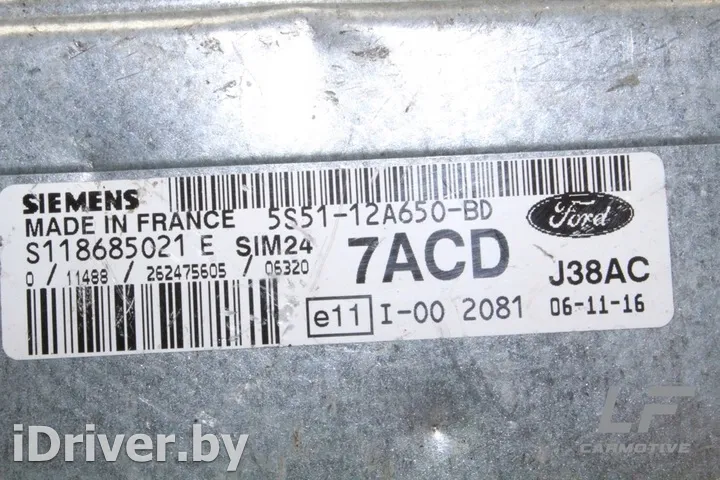 SIEMENS
MADE IN FRANCE 5S51-12A650-BD
Ford
S118685021 E SIM24 7ACD J38AC
0 / 11488 / 262475605 / 06320
e11 I-00 2081 06-11-16
LF
CARMOTIVE
iDriver.by